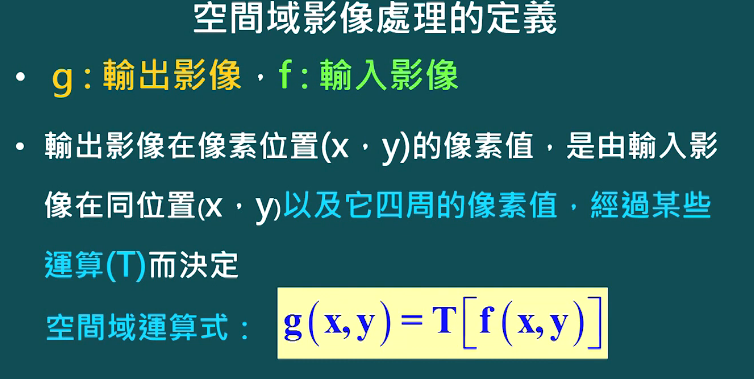 空間域影像處理的定義
• g : 輸出影像，f : 輸入影像
• 輸出影像在像素位置(x，y)的像素值，是由輸入影
像在同位置(x，y)以及它四周的像素值，經過某些
運算(T)而決定
空間域運算式： g(x,y) = T[f(x,y)]